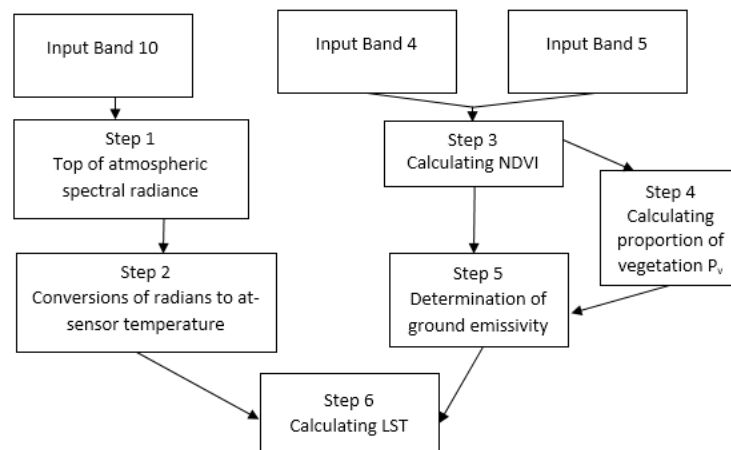 Input Band 10
Input Band 4
Input Band 5
Step 1
Top of atmospheric
spectral radiance
Step 3
Calculating NDVI
Step 4
Calculating
proportion of
vegetation Pᵥ
Step 2
Conversions of radians to at-
sensor temperature
Step 5
Determination of
ground emissivity
Step 6
Calculating LST